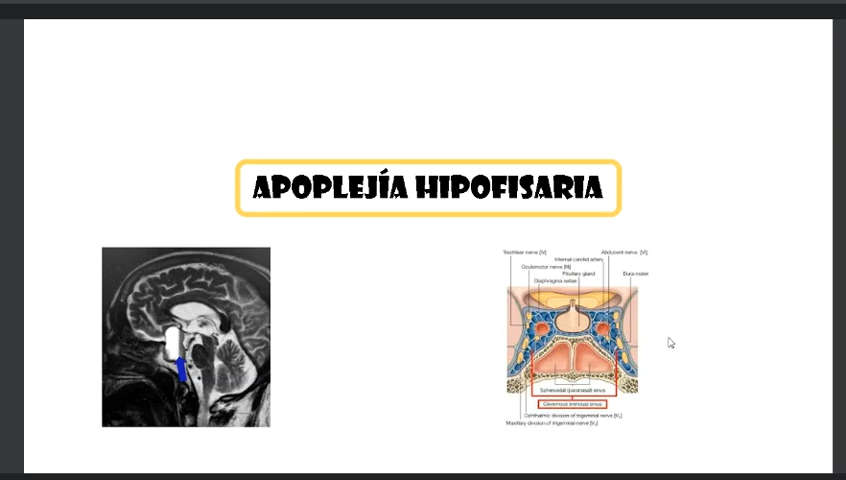 APOPLEJÍA HIPOFISARIA
Trochlear nerve [IV]
Abducent nerve [VI]
Internal carotid artery
Oculomotor nerve [III]
Pituitary gland
Dura mater
Diaphragma sellae
Sphenoidal (paranasal) sinus
Cavernous (venous) sinus
Ophthalmic division of trigeminal nerve [V₁]
Maxillary division of trigeminal nerve [V₂]